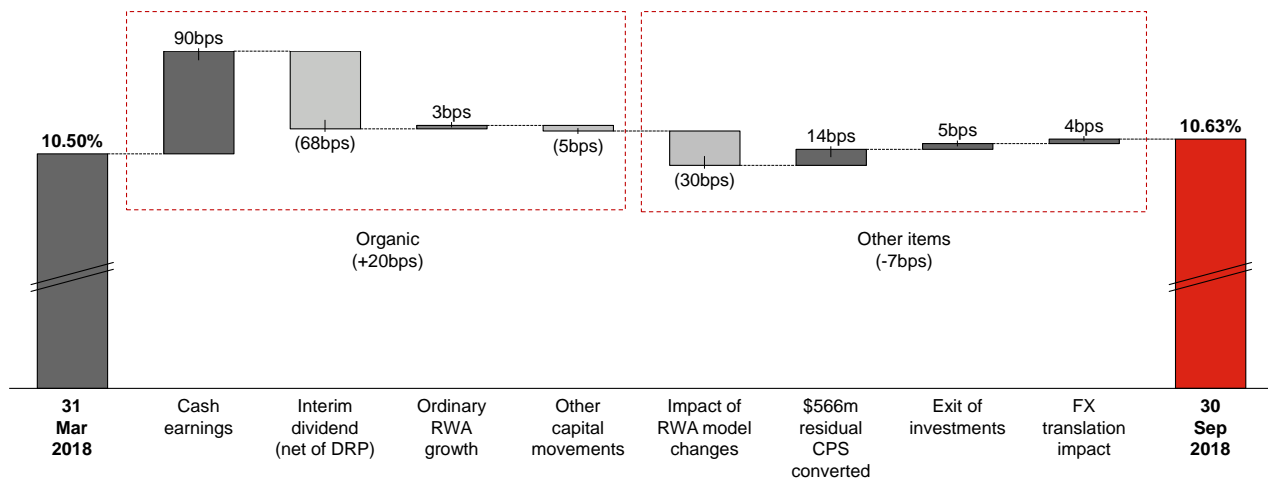 90bps
3bps
10.50%
(68bps)
(5bps)
14bps
5bps
4bps
10.63%
(30bps)
Organic
(+20bps)
Other items
(-7bps)
31
Mar
2018
Cash
earnings
Interim
dividend
(net of DRP)
Ordinary
RWA
growth
Other
capital
movements
Impact of
RWA model
changes
$566m
residual
CPS
converted
Exit of
investments
FX
translation
impact
30
Sep
2018